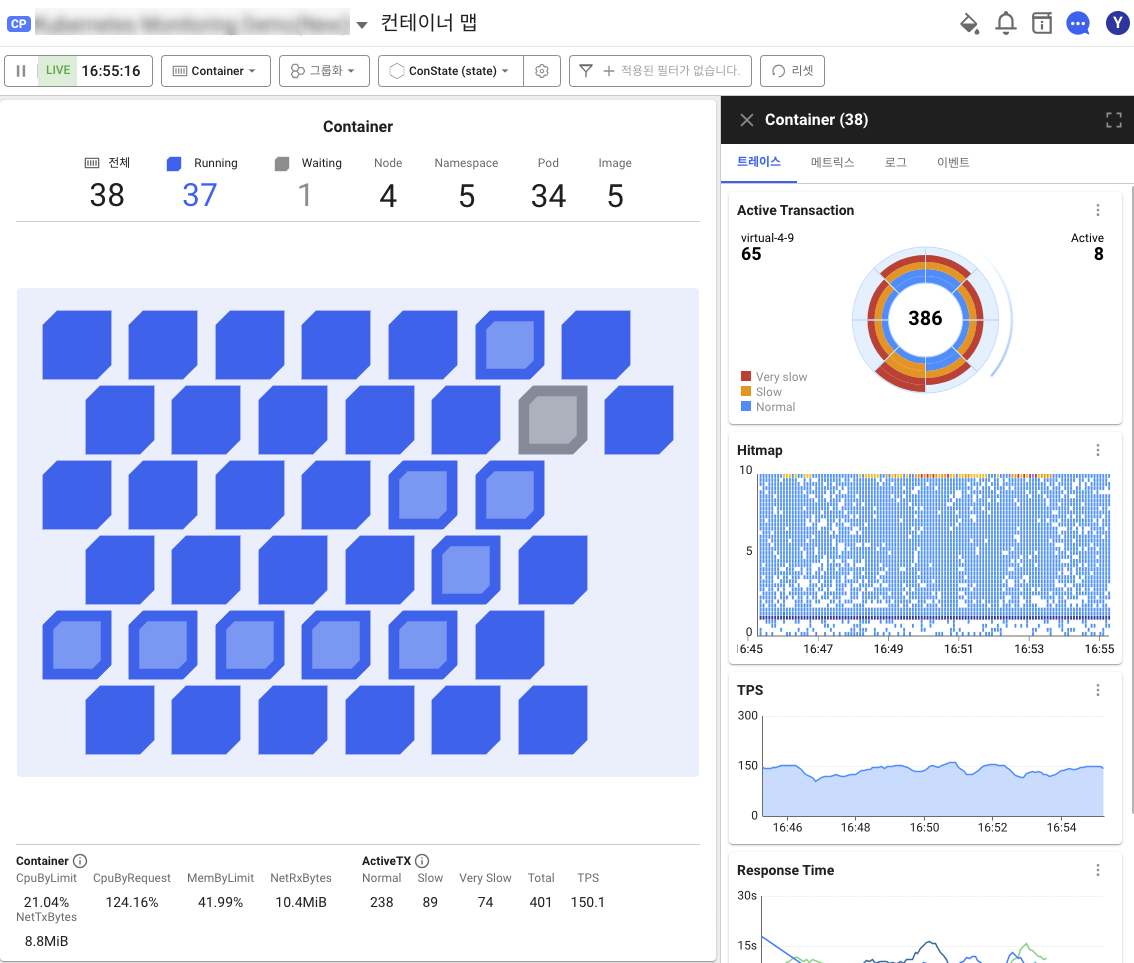 CP 컨테이너 맵
Y
LIVE 16:55:16 Container 그룹화 ConState (state) 적용된 필터가 없습니다. 리셋
Container
전체 Running Waiting Node Namespace Pod Image
38 37 1 4 5 34 5
Container
CpuByLimit CpuByRequest MemByLimit NetRxBytes
21.04% 124.16% 41.99% 10.4MiB
NetTxBytes
8.8MiB
ActiveTX
Normal Slow Very Slow Total TPS
238 89 74 401 150.1
Container (38)
트레이스 메트릭스 로그 이벤트
Active Transaction
virtual-4-9 Active
65 8
386
Very slow
Slow
Normal
Hitmap
10
5
0
16:45 16:47 16:49 16:51 16:53 16:55
TPS
300
150
0
16:46 16:48 16:50 16:52 16:54
Response Time
30s
15s